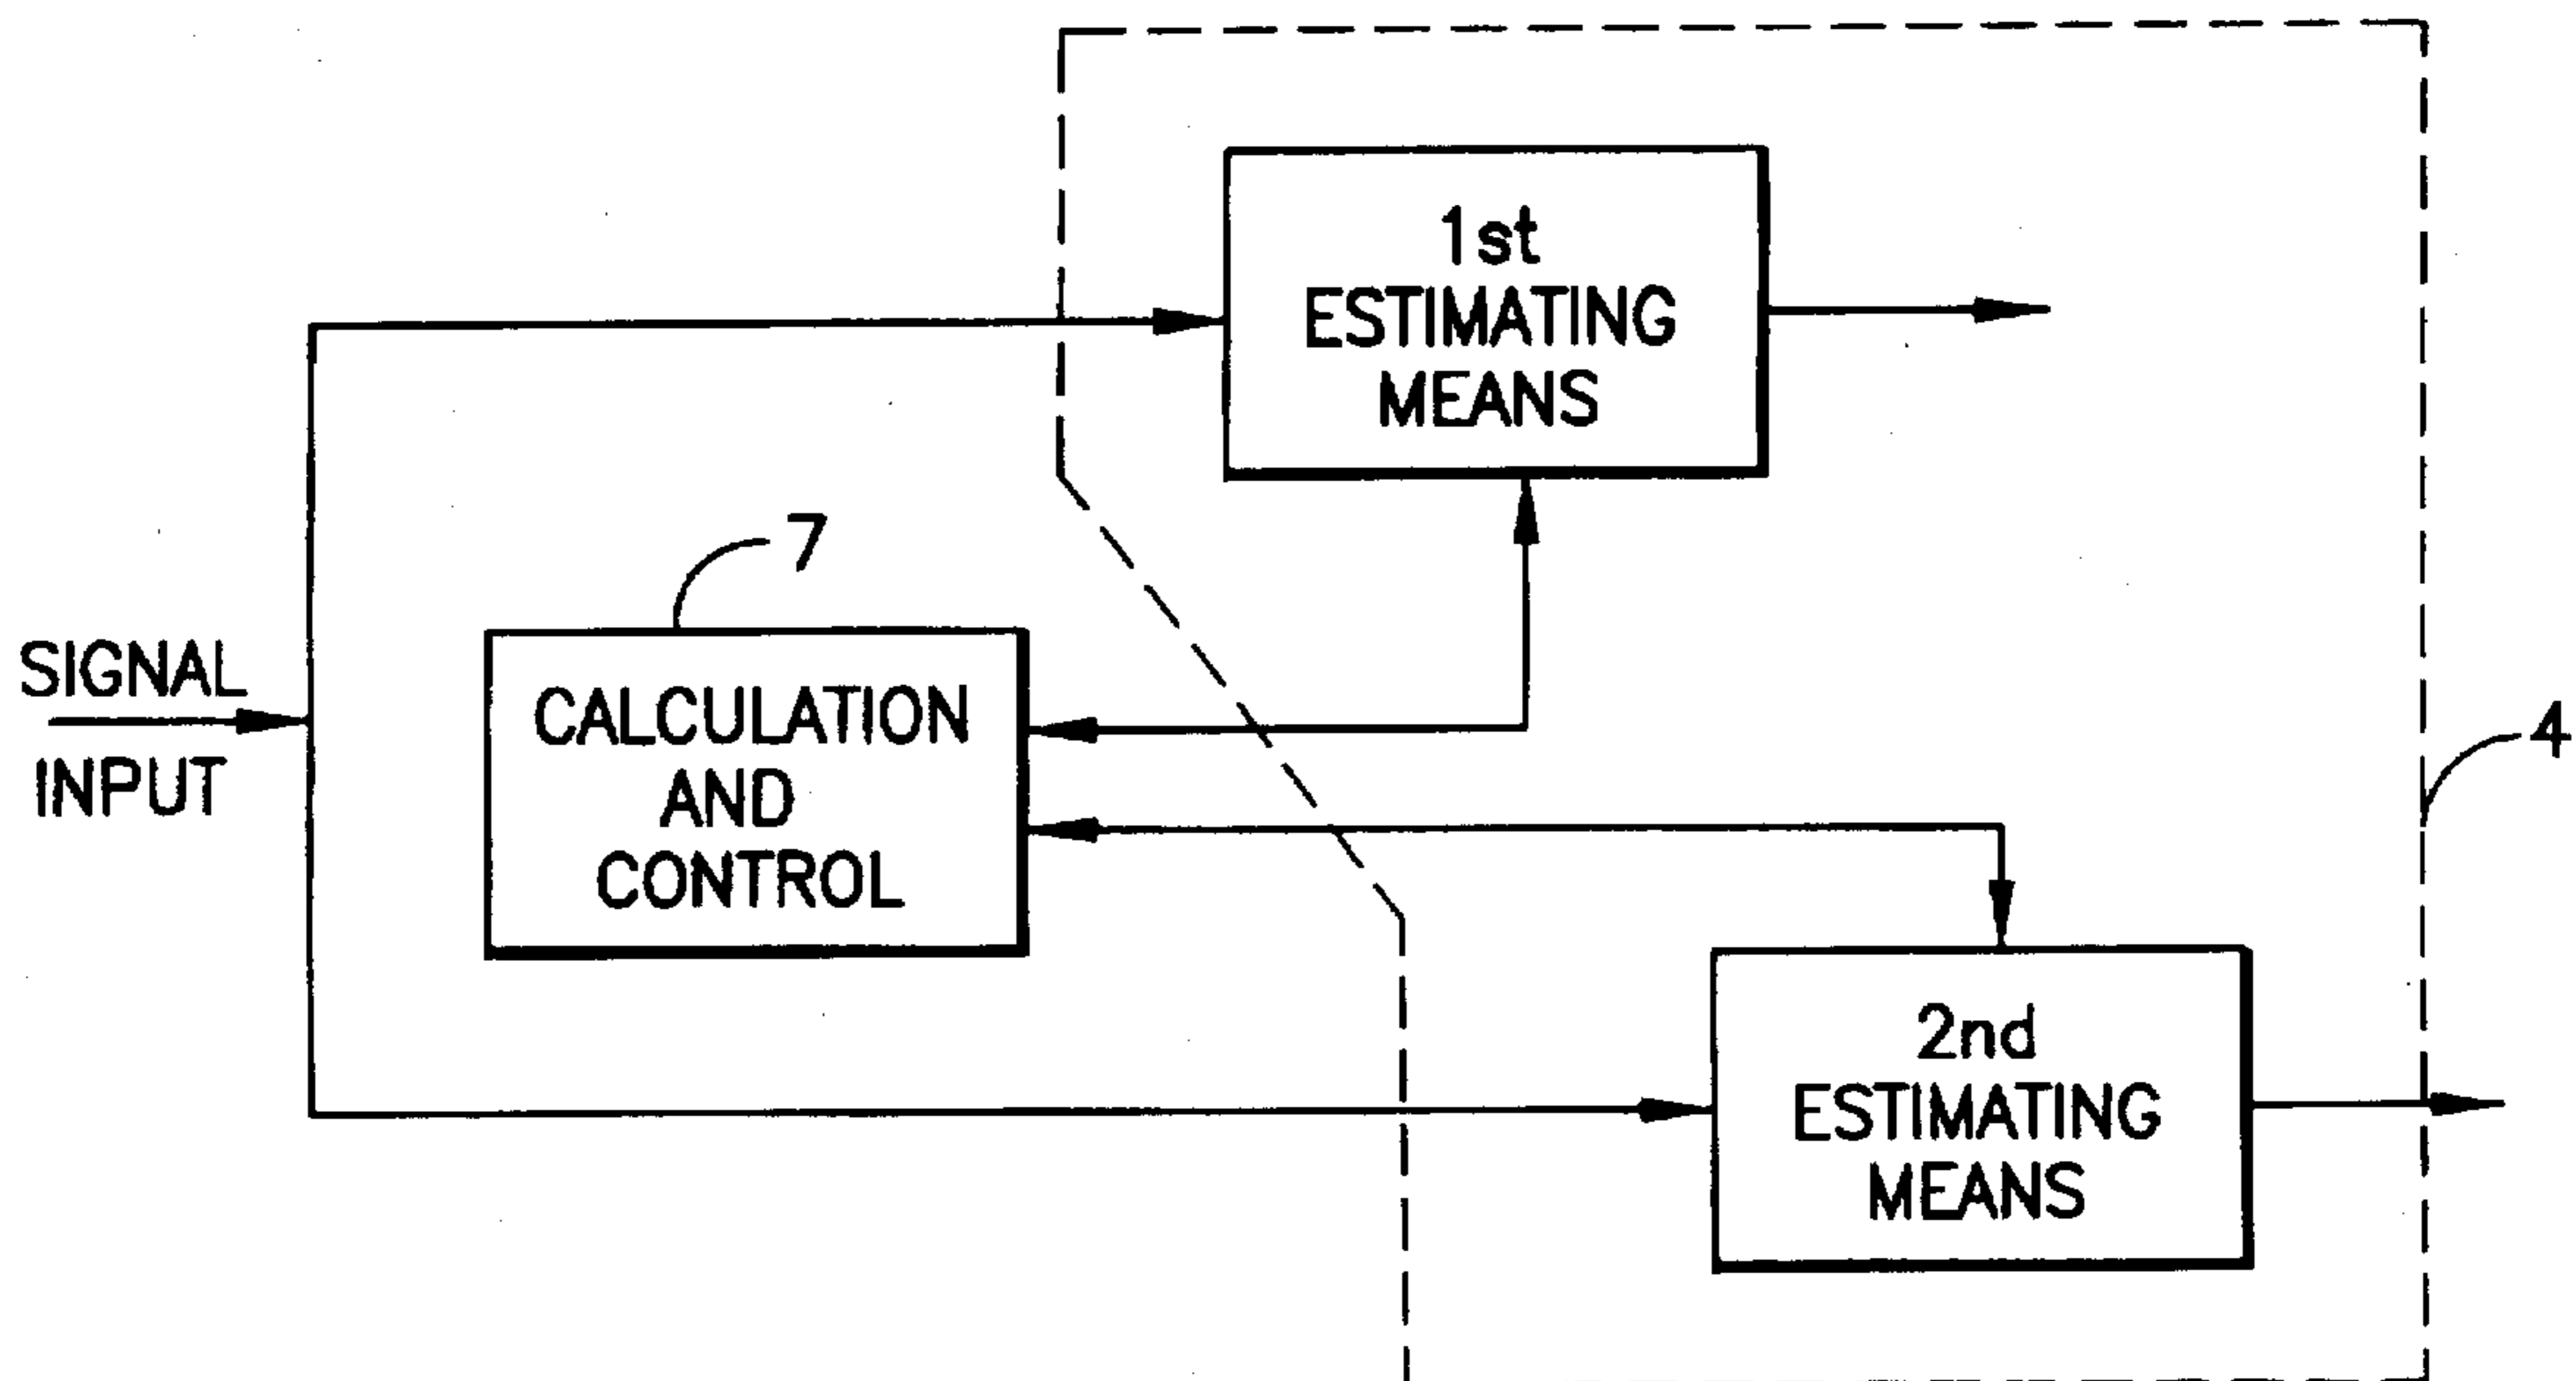 1st
ESTIMATING
MEANS
7
SIGNAL
INPUT
CALCULATION
AND
CONTROL
4
2nd
ESTIMATING
MEANS